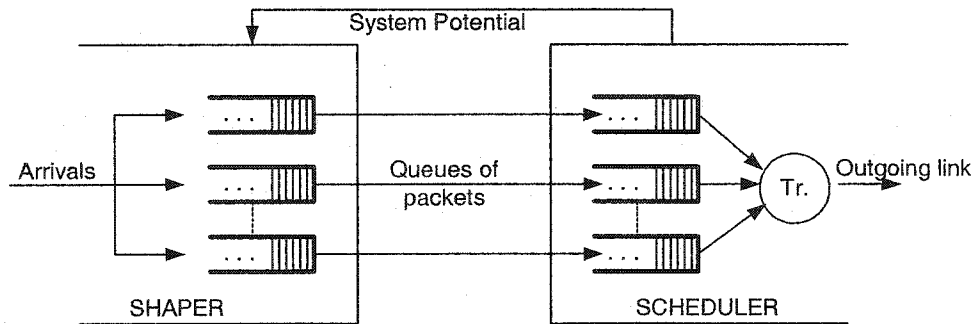 System Potential
Arrivals
Queues of
packets
Tr.
Outgoing link
SHAPER
SCHEDULER